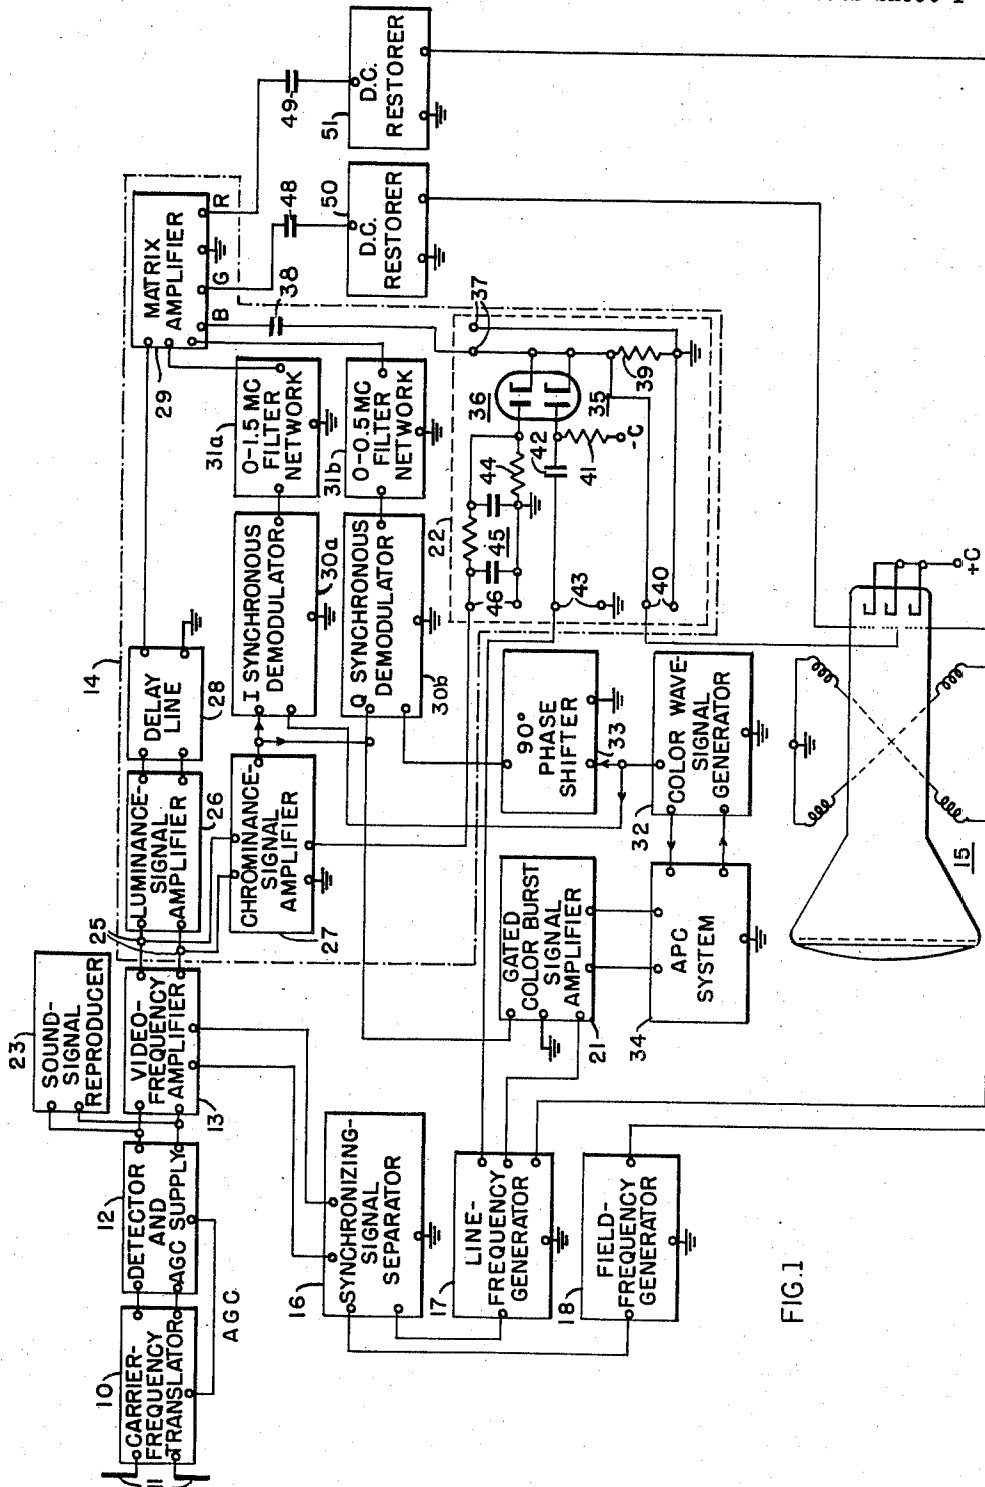 10
CARRIER-
FREQUENCY
TRANSLATOR
11
AGC
12
DETECTOR
AND
AGC SUPPLY
23
SOUND-
SIGNAL
REPRODUCER
VIDEO-
FREQUENCY
AMPLIFIER
13
25
14
LUMINANCE-
SIGNAL
AMPLIFIER
26
DELAY
LINE
28
CHROMINANCE-
SIGNAL
AMPLIFIER
27
I SYNCHRONOUS
DEMODULATOR
30a
Q SYNCHRONOUS
DEMODULATOR
30b
31a
0-1.5 MC
FILTER
NETWORK
31b
0-0.5 MC
FILTER
NETWORK
29
MATRIX
AMPLIFIER
B
G
R
38
48
49
50
D.C.
RESTORER
51
D.C.
RESTORER
22
46
45
44
43
42
41
-C
36
35
37
39
40
16
SYNCHRONIZING-
SIGNAL
SEPARATOR
17
LINE-
FREQUENCY
GENERATOR
18
FIELD-
FREQUENCY
GENERATOR
GATED
COLOR BURST
SIGNAL
AMPLIFIER
21
90°
PHASE
SHIFTER
33
34
APC
SYSTEM
32
COLOR WAVE-
SIGNAL
GENERATOR
15
+C
FIG.1